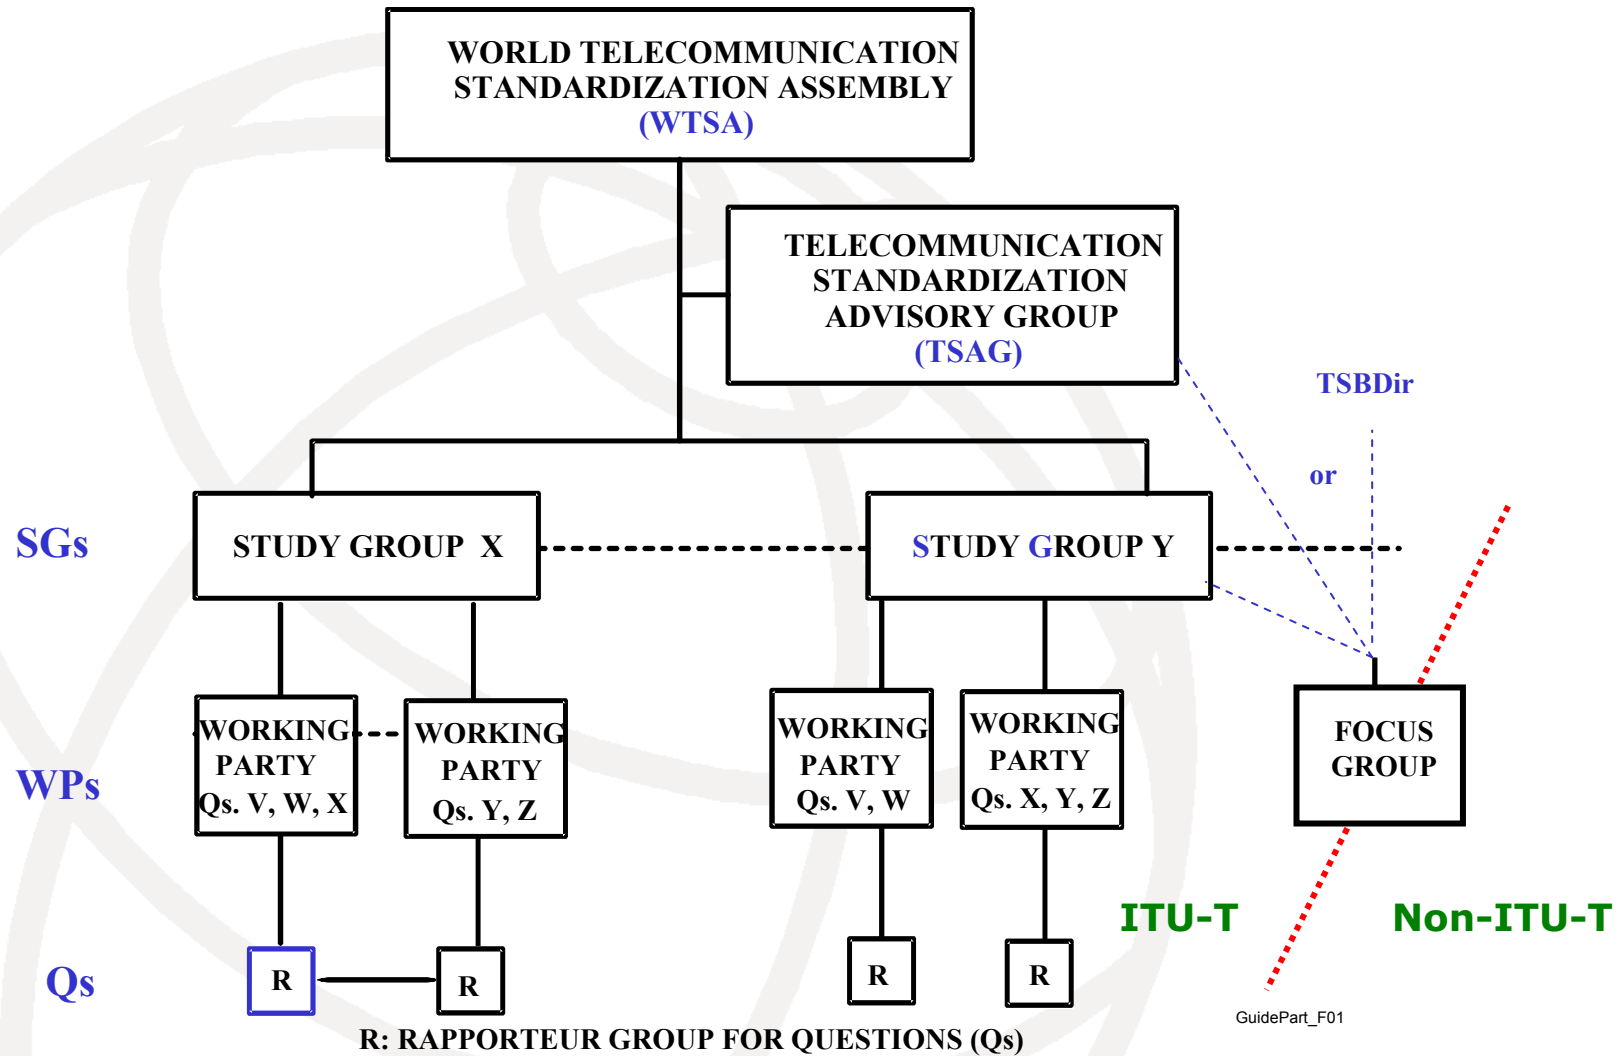 WORLD TELECOMMUNICATION
STANDARDIZATION ASSEMBLY
(WTSA)
TELECOMMUNICATION
STANDARDIZATION
ADVISORY GROUP
(TSAG)
TSBDir
or
SGs
STUDY GROUP X
STUDY GROUP Y
WPs
WORKING
PARTY
Qs. V, W, X
WORKING
PARTY
Qs. Y, Z
WORKING
PARTY
Qs. V, W
WORKING
PARTY
Qs. X, Y, Z
FOCUS
GROUP
ITU-T
Non-ITU-T
Qs
R
R
R
R
GuidePart_F01
R: RAPPORTEUR GROUP FOR QUESTIONS (Qs)